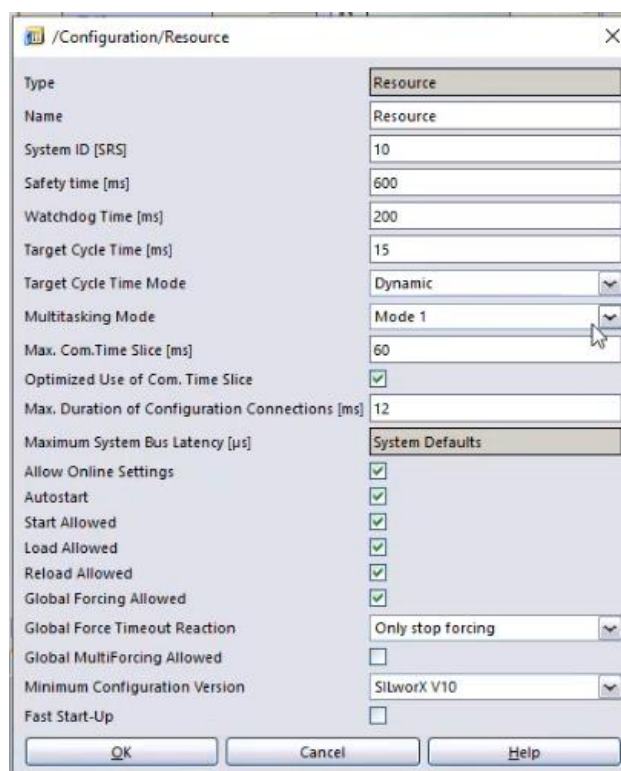 /Configuration/Resource
Type Resource
Name Resource
System ID [SRS] 10
Safety time [ms] 600
Watchdog Time [ms] 200
Target Cycle Time [ms] 15
Target Cycle Time Mode Dynamic
Multitasking Mode Mode 1
Max. Com.Time Slice [ms] 60
Optimized Use of Com. Time Slice
Max. Duration of Configuration Connections [ms] 12
Maximum System Bus Latency [µs] System Defaults
Allow Online Settings
Autostart
Start Allowed
Load Allowed
Reload Allowed
Global Forcing Allowed
Global Force Timeout Reaction Only stop forcing
Global MultiForcing Allowed
Minimum Configuration Version SILworX V10
Fast Start-Up
OK Cancel Help